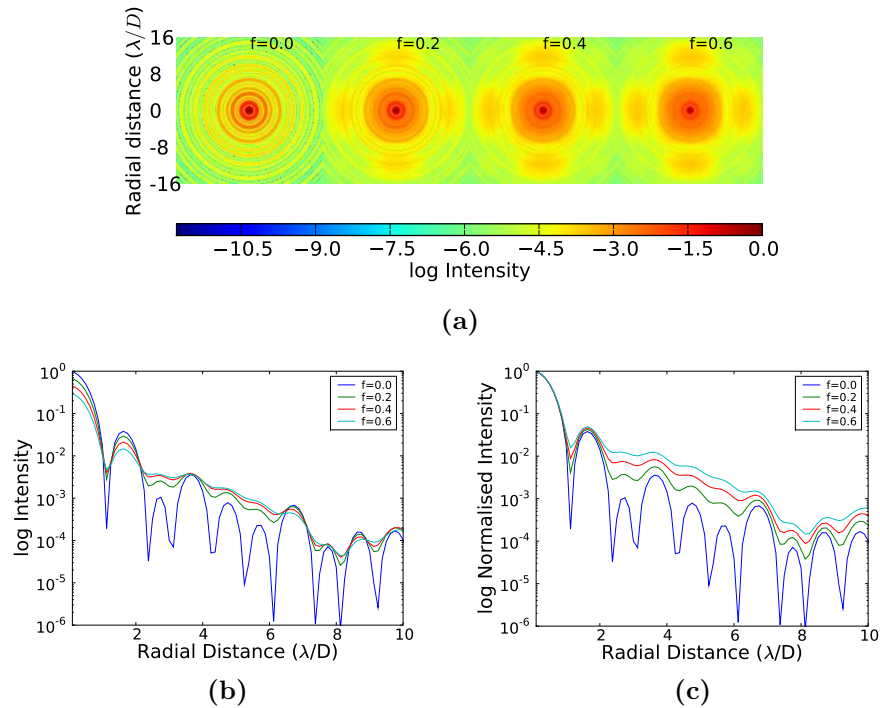 f=0.0 f=0.2 f=0.4 f=0.6
Radial distance (λ/D)
16
8
0
-8
-16
−10.5 −9.0 −7.5 −6.0 −4.5 −3.0 −1.5 0.0
log Intensity
(a)
log Intensity
10^0
10^-1
10^-2
10^-3
10^-4
10^-5
10^-6
f=0.0
f=0.2
f=0.4
f=0.6
2 4 6 8 10
Radial Distance (λ/D)
(b)
log Normalised Intensity
10^0
10^-1
10^-2
10^-3
10^-4
10^-5
10^-6
f=0.0
f=0.2
f=0.4
f=0.6
2 4 6 8 10
Radial Distance (λ/D)
(c)